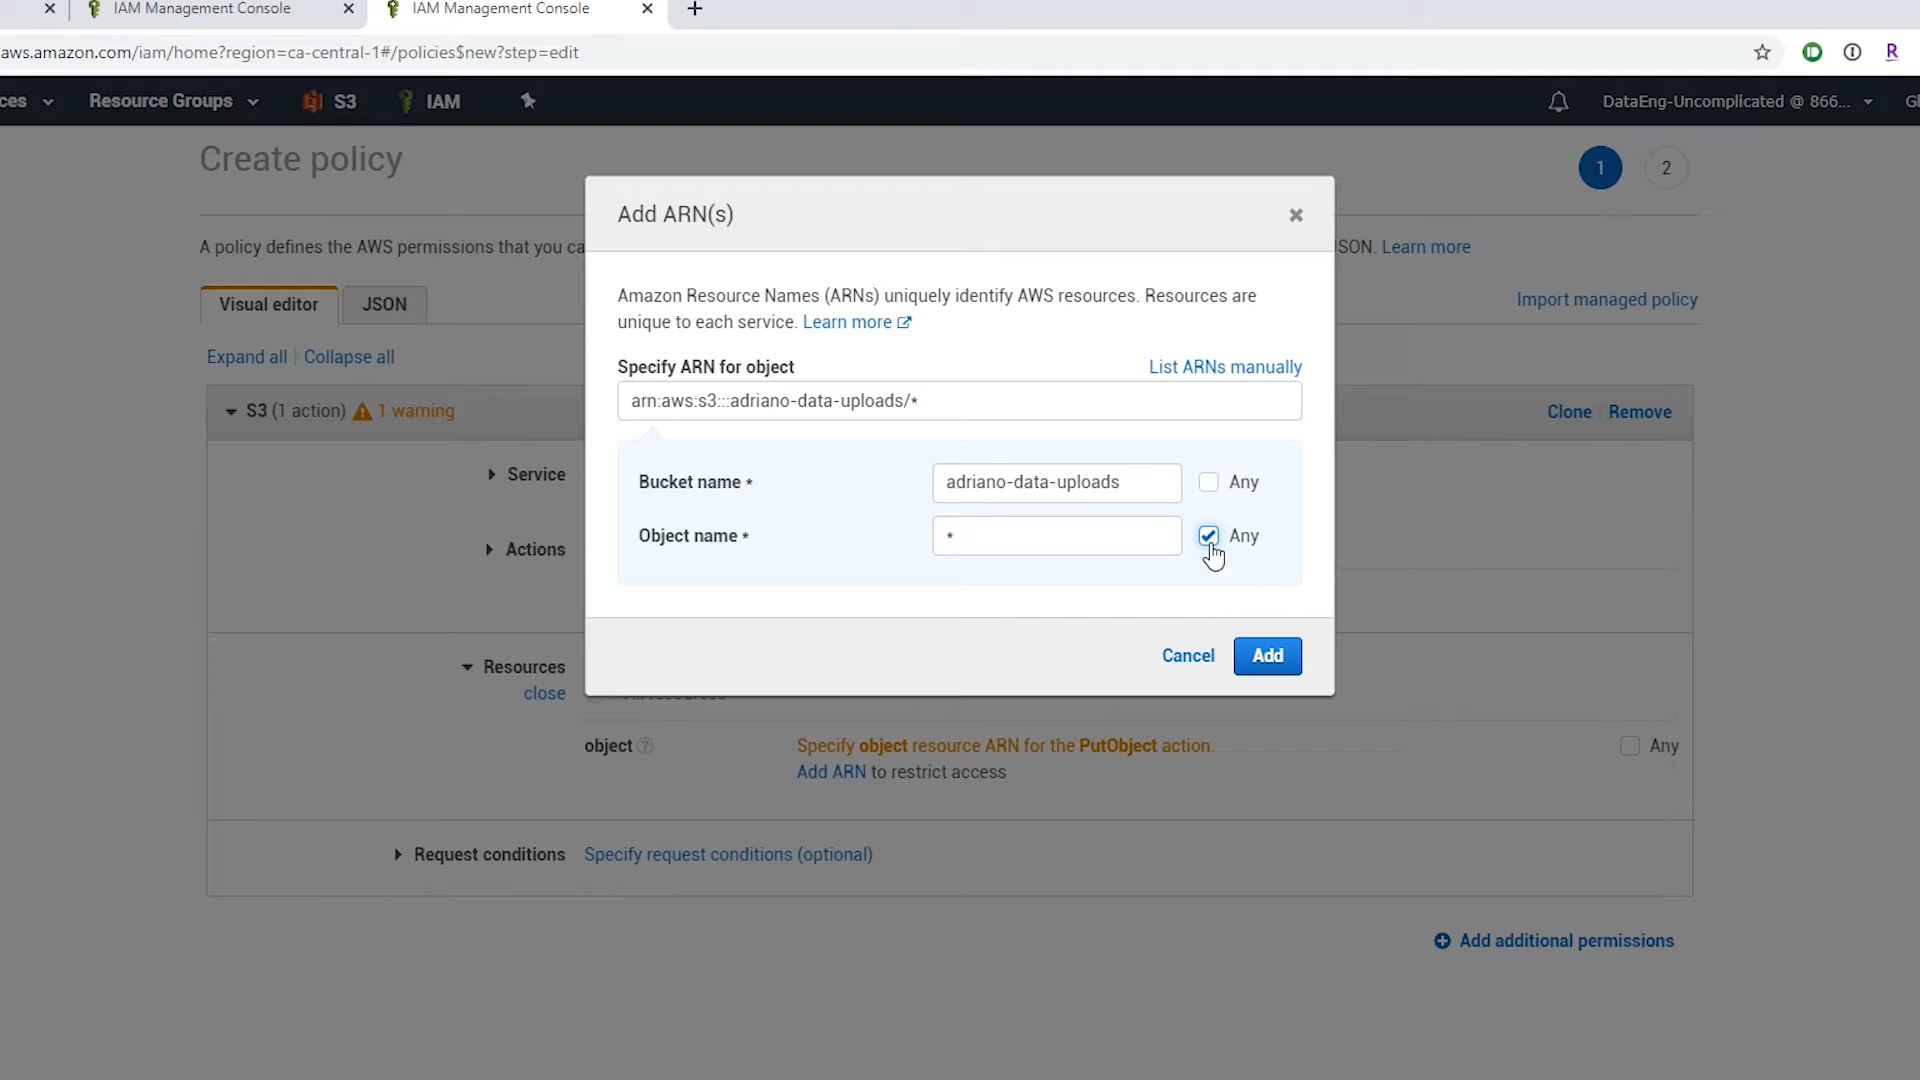 IAM Management Console
IAM Management Console
aws.amazon.com/iam/home?region=ca-central-1#/policies$new?step=edit
ces
Resource Groups
S3
IAM
DataEng-Uncomplicated @ 866...
Gl
Create policy
1
2
A policy defines the AWS permissions that you ca
SON. Learn more
Visual editor
JSON
Import managed policy
Expand all | Collapse all
S3 (1 action) 1 warning
Clone | Remove
Service
Actions
Resources
close
object
Specify object resource ARN for the PutObject action.
Any
Add ARN to restrict access
Request conditions
Specify request conditions (optional)
Add additional permissions
Add ARN(s)
Amazon Resource Names (ARNs) uniquely identify AWS resources. Resources are
unique to each service. Learn more
Specify ARN for object
List ARNs manually
arn:aws:s3:::adriano-data-uploads/*
Bucket name *
adriano-data-uploads
Any
Object name *
*
Any
Cancel
Add